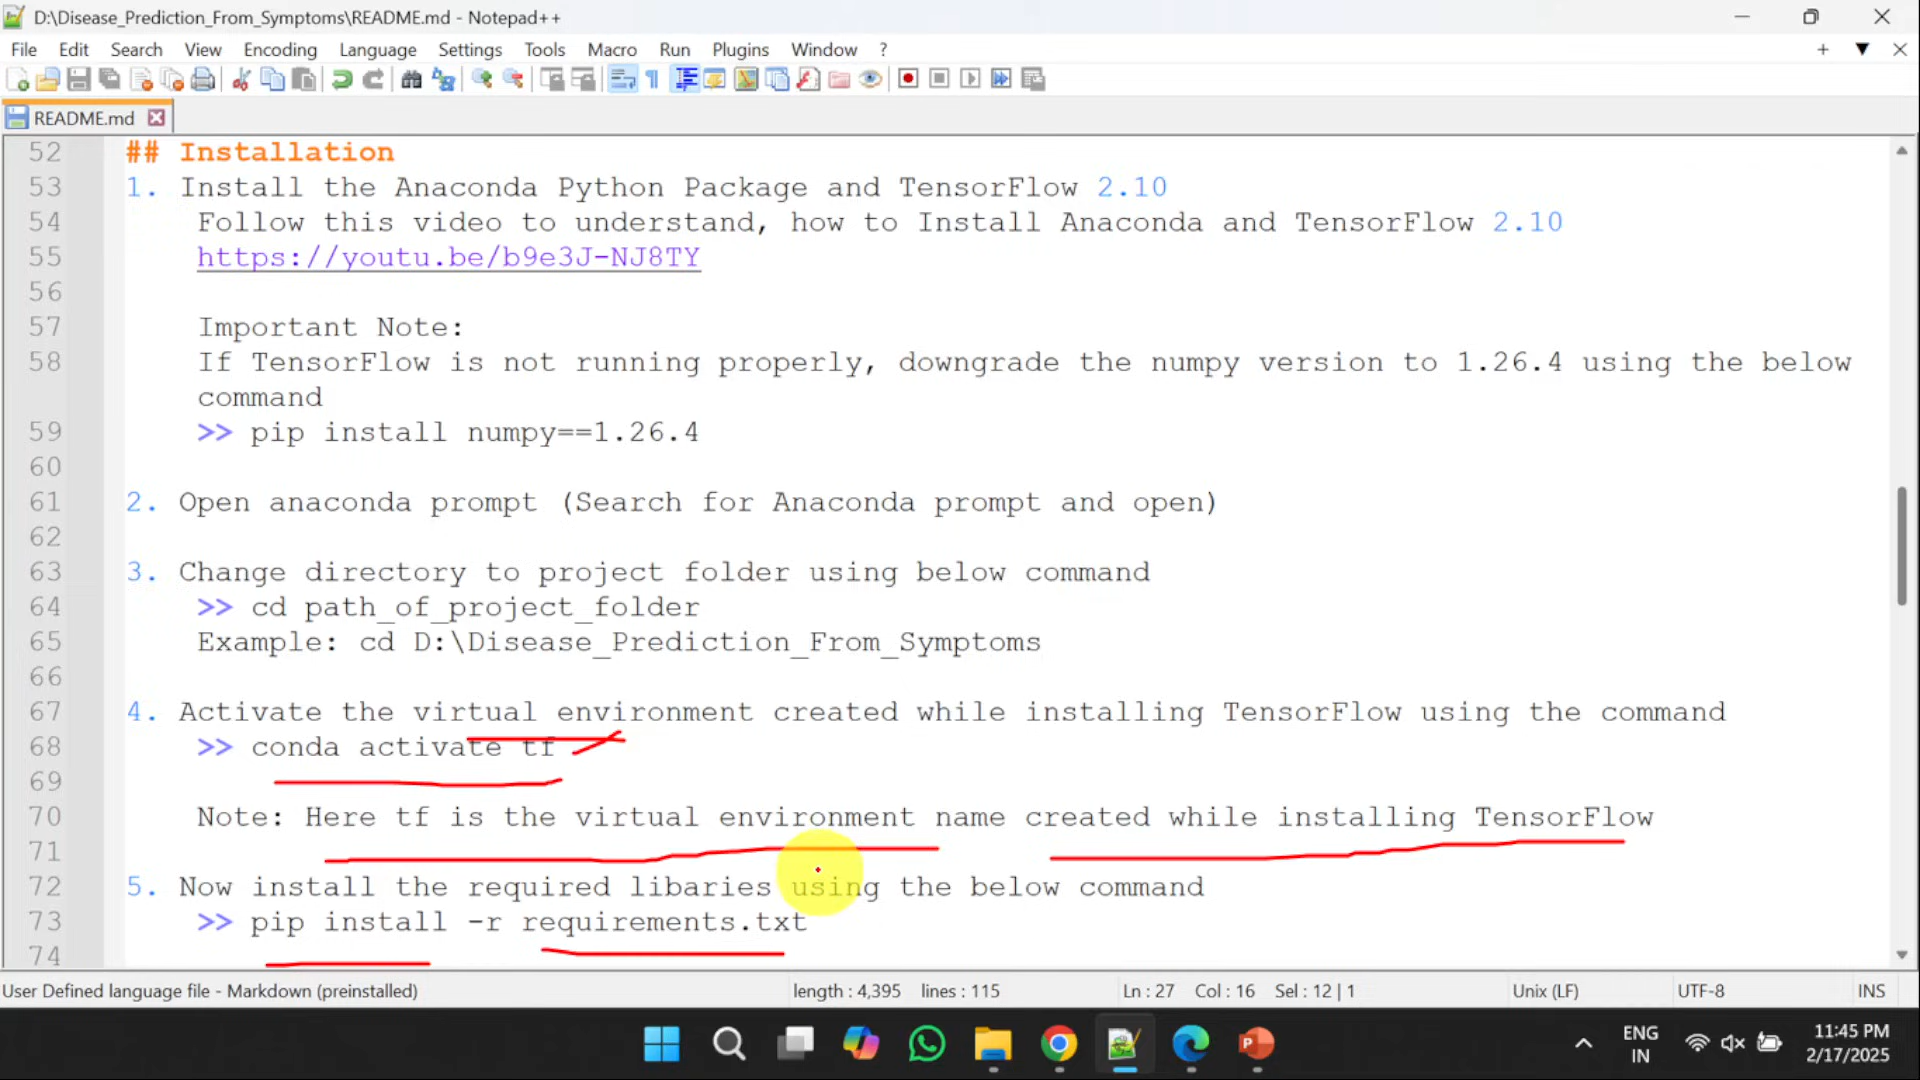 D:\Disease_Prediction_From_Symptoms\README.md - Notepad++
File Edit Search View Encoding Language Settings Tools Macro Run Plugins Window ?
README.md
52 ## Installation
53 1. Install the Anaconda Python Package and TensorFlow 2.10
54 Follow this video to understand, how to Install Anaconda and TensorFlow 2.10
55 https://youtu.be/b9e3J-NJ8TY
56
57 Important Note:
58 If TensorFlow is not running properly, downgrade the numpy version to 1.26.4 using the below
command
59 >> pip install numpy==1.26.4
60
61 2. Open anaconda prompt (Search for Anaconda prompt and open)
62
63 3. Change directory to project folder using below command
64 >> cd path_of_project_folder
65 Example: cd D:\Disease_Prediction_From_Symptoms
66
67 4. Activate the virtual environment created while installing TensorFlow using the command
68 >> conda activate tf
69
70 Note: Here tf is the virtual environment name created while installing TensorFlow
71
72 5. Now install the required libaries using the below command
73 >> pip install -r requirements.txt
74
User Defined language file - Markdown (preinstalled) length : 4,395 lines : 115 Ln : 27 Col : 16 Sel : 12 | 1 Unix (LF) UTF-8 INS
ENG
IN
11:45 PM
2/17/2025